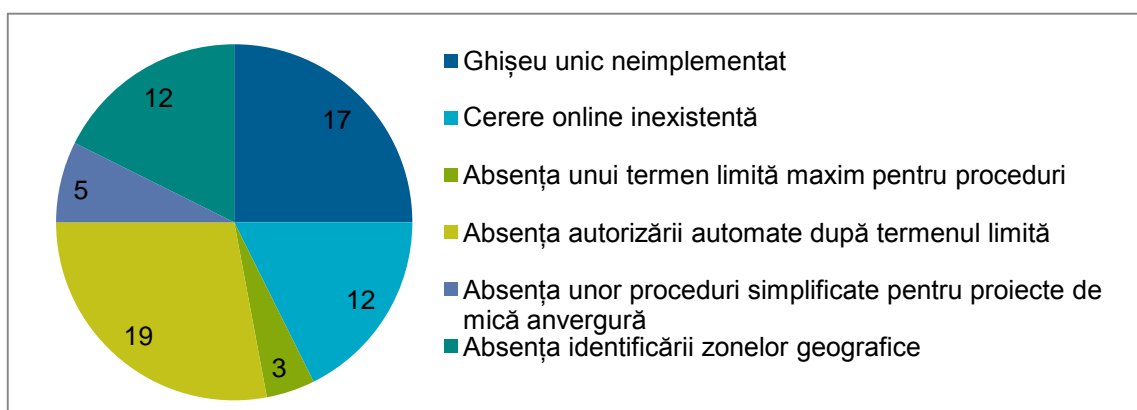 12
17
5
12
19
3
Ghișeu unic neimplementat
Cerere online inexistentă
Absența unui termen limită maxim pentru proceduri
Absența autorizării automate după termenul limită
Absența unor proceduri simplificate pentru proiecte de
mică anvergură
Absența identificării zonelor geografice